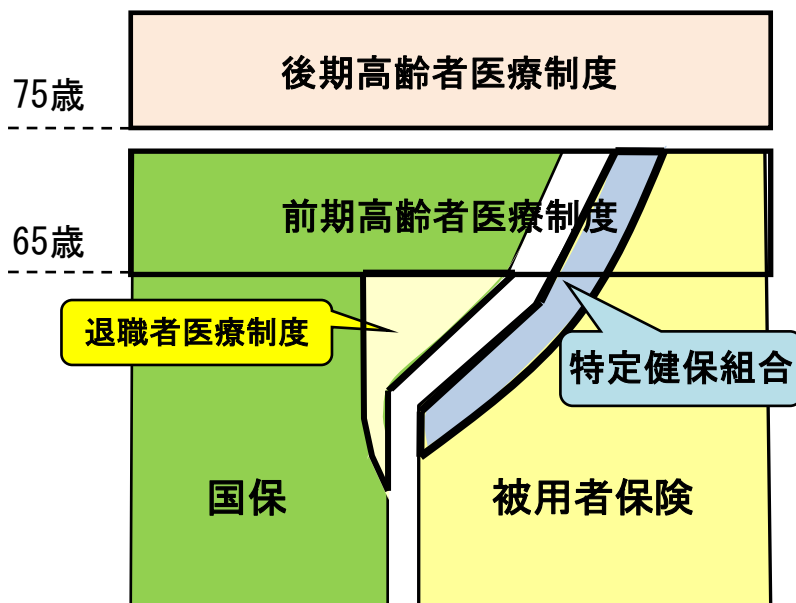 後期高齢者医療制度
75歳
前期高齢者医療制度
65歳
退職者医療制度
特定健保組合
国保
被用者保険